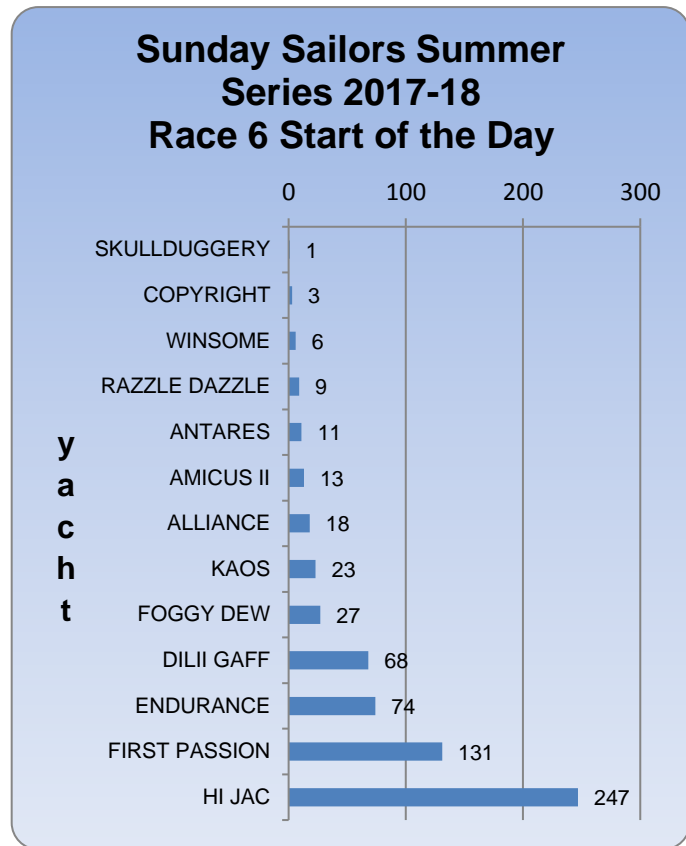 Sunday Sailors Summer
Series 2017-18
Race 6 Start of the Day
0 100 200 300
SKULLDUGGERY 1
COPYRIGHT 3
WINSOME 6
RAZZLE DAZZLE 9
ANTARES 11
AMICUS II 13
ALLIANCE 18
KAOS 23
FOGGY DEW 27
DILII GAFF 68
ENDURANCE 74
FIRST PASSION 131
HI JAC 247
yacht